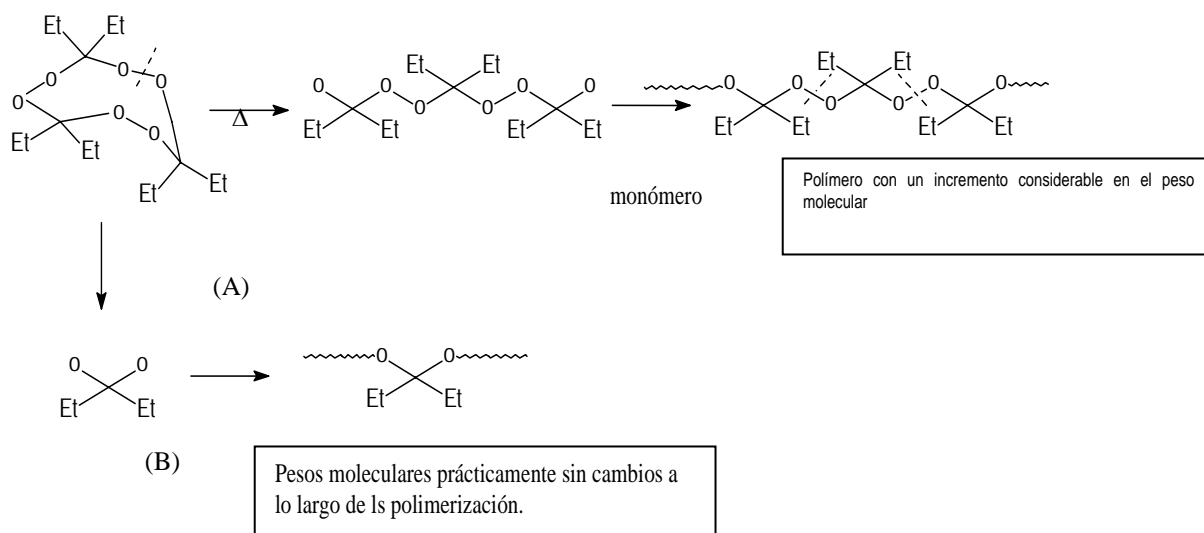 Et Et
Et Et
O O
O O O
O O O O O O
O O O
Δ
O O O O
Et Et Et Et
Et Et Et Et Et Et
Et Et
monómero
Polímero con un incremento considerable en el peso
molecular
(A)
O O O O
Et Et Et Et
(B)
Pesos moleculares prácticamente sin cambios a
lo largo de ls polimerización.